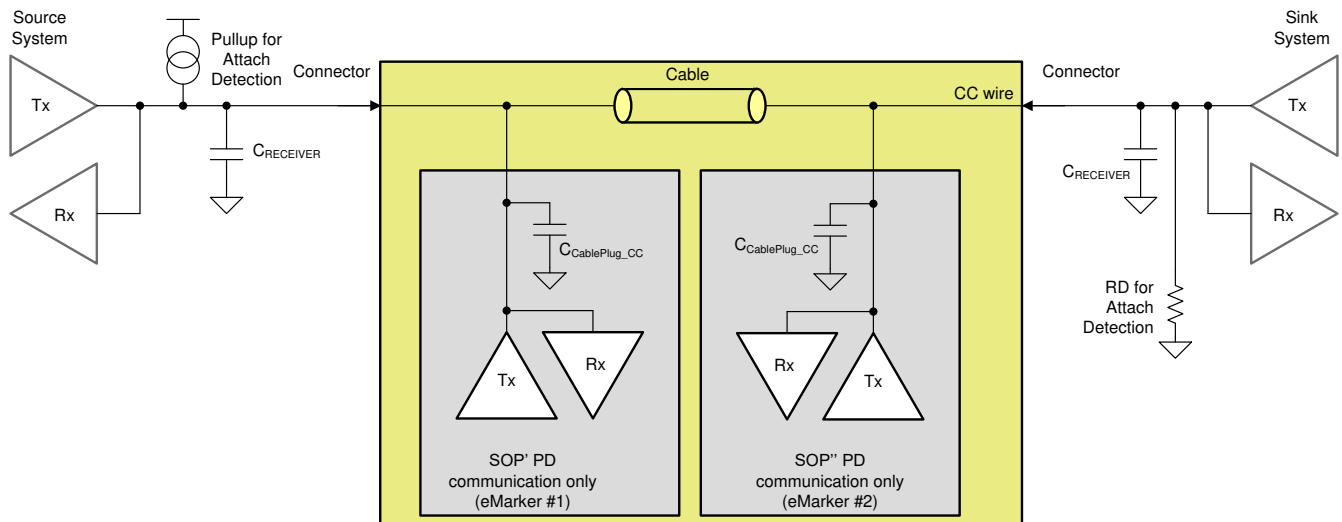 Source
System
Pullup for
Attach
Detection
Connector
Cable
Connector
Sink
System
Tx
CC wire
Tx
CRECEIVER
CRECEIVER
Rx
Rx
CCablePlug_CC
CCablePlug_CC
RD for
Attach
Detection
Tx
Rx
Rx
Tx
SOP' PD
communication only
(eMarker #1)
SOP'' PD
communication only
(eMarker #2)